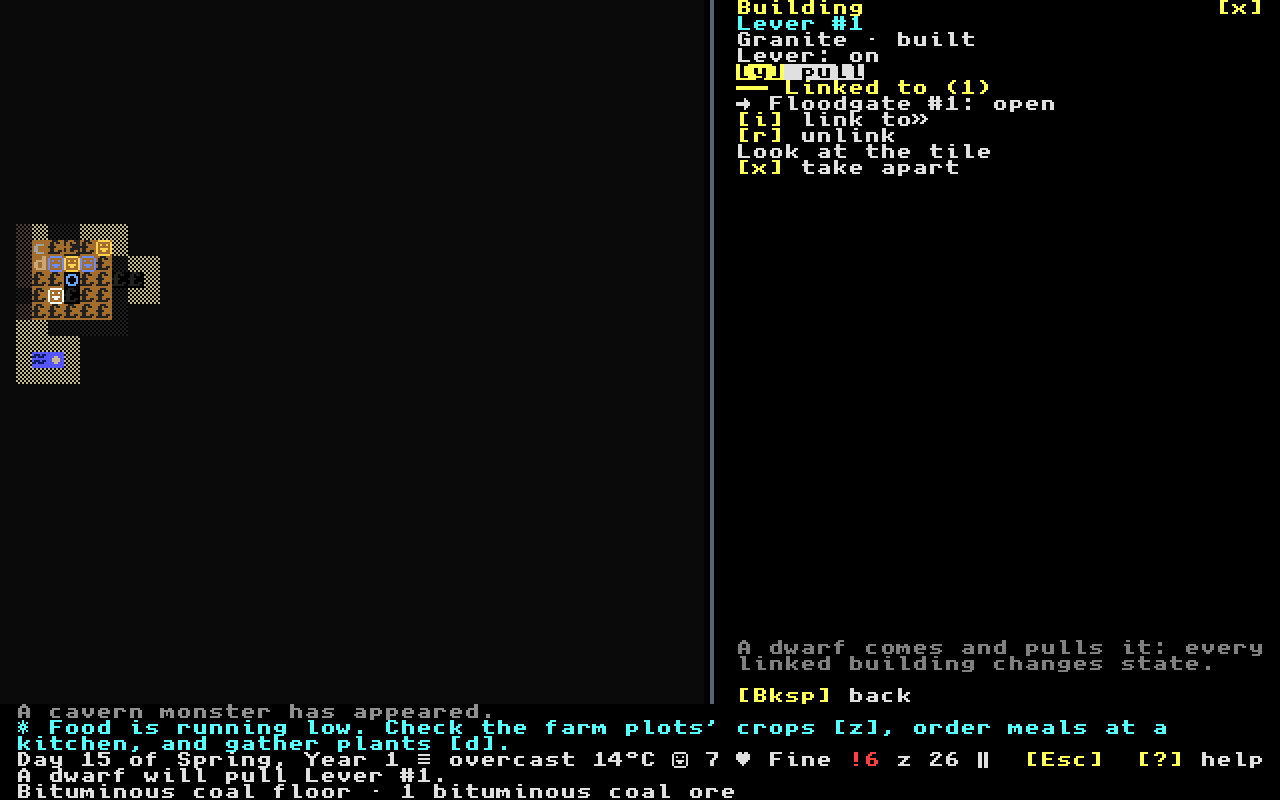 Building [x]
Lever #1
Granite · built
Lever: on
[y] pull
── Linked to (1)
→ Floodgate #1: open
[i] link to»
[r] unlink
Look at the tile
[x] take apart
A dwarf comes and pulls it: every
linked building changes state.
[Bksp] back
A cavern monster has appeared.
* Food is running low. Check the farm plots' crops [z], order meals at a
kitchen, and gather plants [d].
Day 15 of Spring, Year 1 ≡ overcast 14°C ☺ 7 ♥ Fine !6 z 26 ‖ [Esc] [?] help
A dwarf will pull Lever #1.
Bituminous coal floor · 1 bituminous coal ore